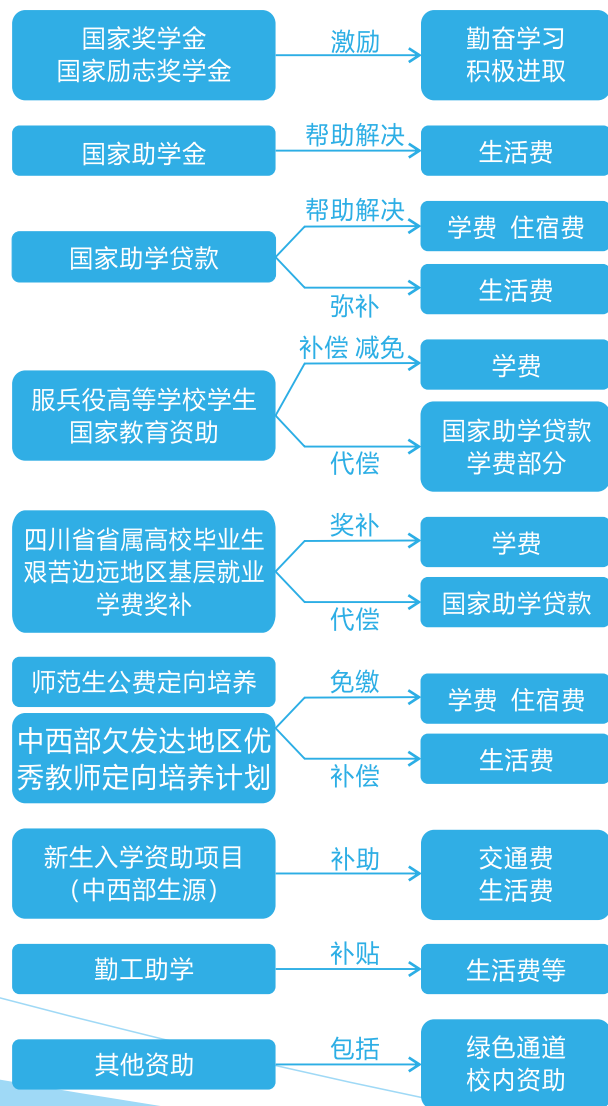 国家奖学金
国家励志奖学金
激励
勤奋学习
积极进取
国家助学金
帮助解决
生活费
国家助学贷款
帮助解决
学费 住宿费
弥补
生活费
服兵役高等学校学生
国家教育资助
补偿 减免
学费
代偿
国家助学贷款
学费部分
四川省省属高校毕业生
艰苦边远地区基层就业
学费奖补
奖补
学费
代偿
国家助学贷款
师范生公费定向培养
中西部欠发达地区优
秀教师定向培养计划
免缴
学费 住宿费
补偿
生活费
新生入学资助项目
（中西部生源）
补助
交通费
生活费
勤工助学
补贴
生活费等
其他资助
包括
绿色通道
校内资助